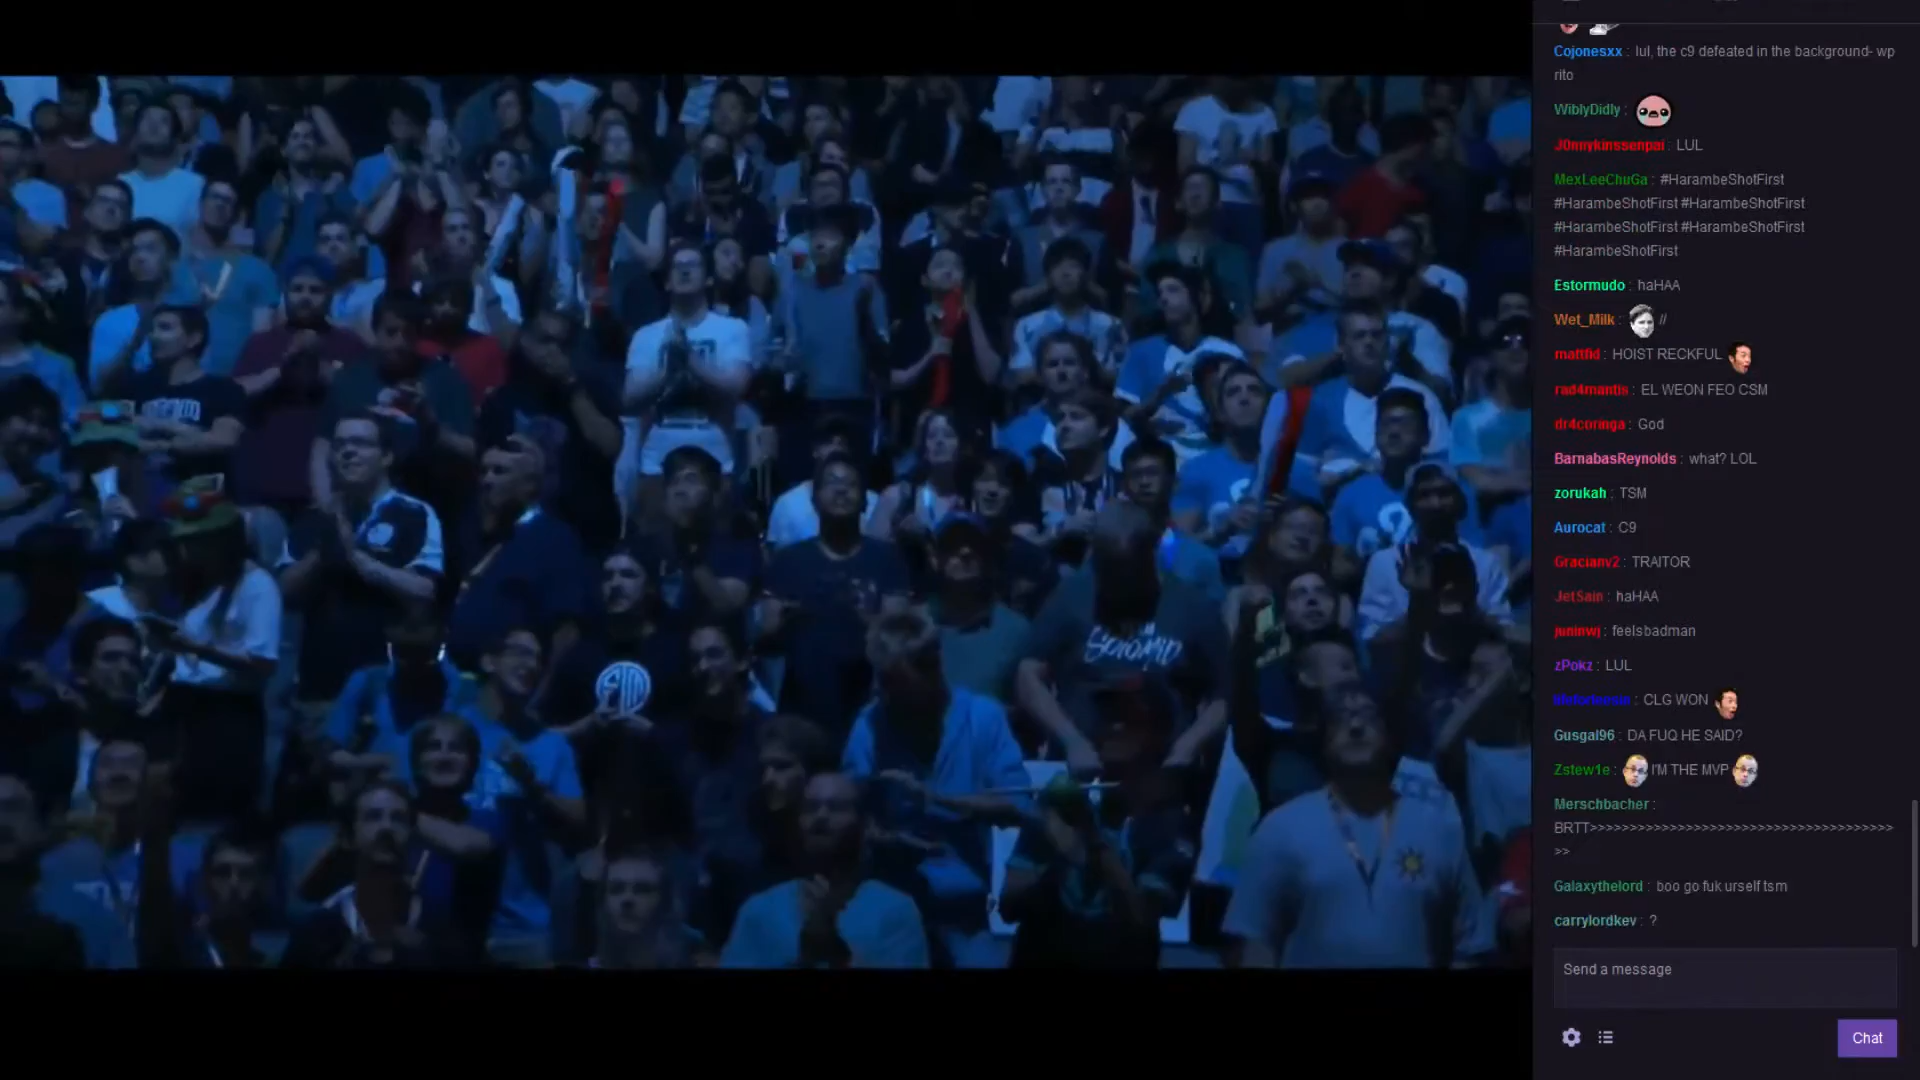 Cojonesxx : lul, the c9 defeated in the background- wp
rito
WiblyDidly :
J0nnykinssenpai : LUL
MexLeeChuGa : #HarambeShotFirst
#HarambeShotFirst #HarambeShotFirst
#HarambeShotFirst #HarambeShotFirst
#HarambeShotFirst
Estormudo : haHAA
Wet_Milk : //
mattfid : HOIST RECKFUL
rad4mantis : EL WEON FEO CSM
dr4coringa : God
BarnabasReynolds : what? LOL
zorukah : TSM
Aurocat : C9
Gracianv2 : TRAITOR
JetSain : haHAA
juninwj : feelsbadman
zPokz : LUL
: CLG WON
Gusgal96 : DA FUQ HE SAID?
Zstew1e : I'M THE MVP
Merschbacher :
BRTT>>>>>>>>>>>>>>>>>>>>>>>>>>>>>>>>>>>>>>
>>
Galaxythelord : boo go fuk urself tsm
carrylordkev : ?
Send a message
Chat
TSM